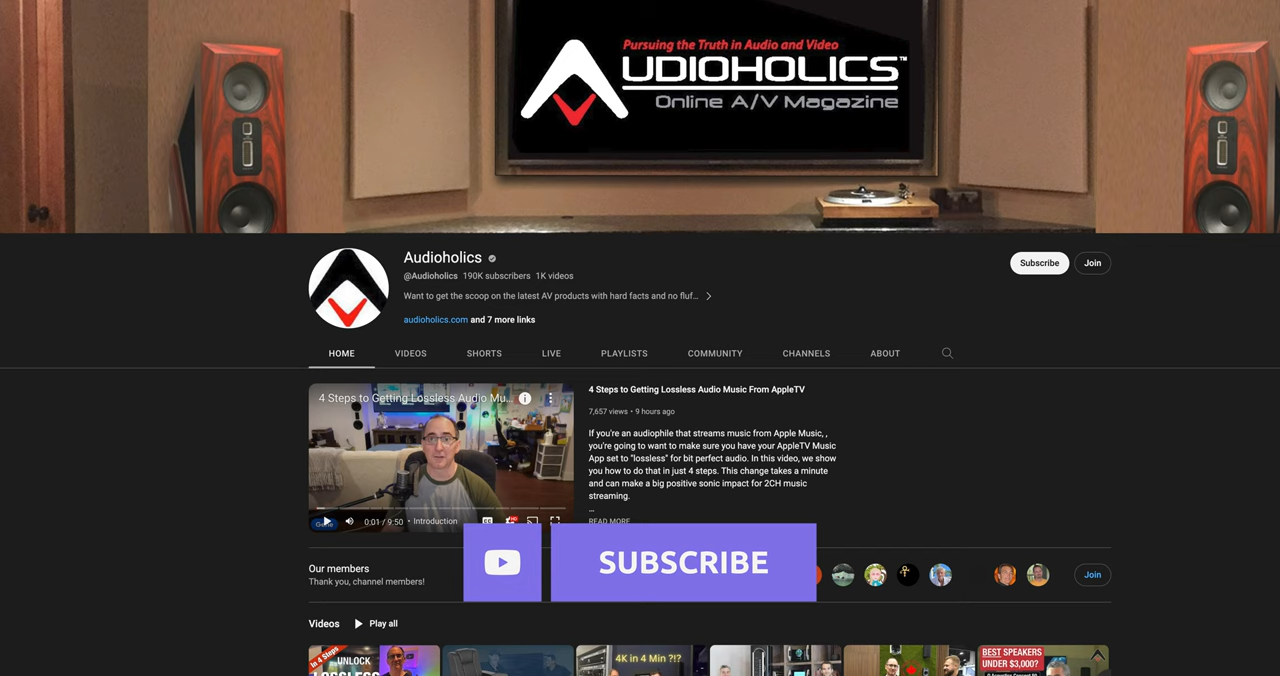 Pursuing the Truth in Audio and Video
UDIOHOLICS™
Online A/V Magazine
Audioholics
@Audioholics 190K subscribers 1K videos
Want to get the scoop on the latest AV products with hard facts and no fluf...
audioholics.com and 7 more links
Subscribe
Join
HOME
VIDEOS
SHORTS
LIVE
PLAYLISTS
COMMUNITY
CHANNELS
ABOUT
4 Steps to Getting Lossless Audio Mu...
Gene
0:01 / 9:50 • Introduction
HD
4 Steps to Getting Lossless Audio Music From AppleTV
7,657 views • 9 hours ago
If you're an audiophile that streams music from Apple Music, ,
you're going to want to make sure you have your AppleTV Music
App set to "lossless" for bit perfect audio. In this video, we show
you how to do that in just 4 steps. This change takes a minute
and can make a big positive sonic impact for 2CH music
streaming.
...
READ MORE
SUBSCRIBE
Our members
Thank you, channel members!
Join
Videos
Play all
In 4 Steps
UNLOCK
LOSSLESS
4K in 4 Min ?!?
BEST SPEAKERS
UNDER $3,000?